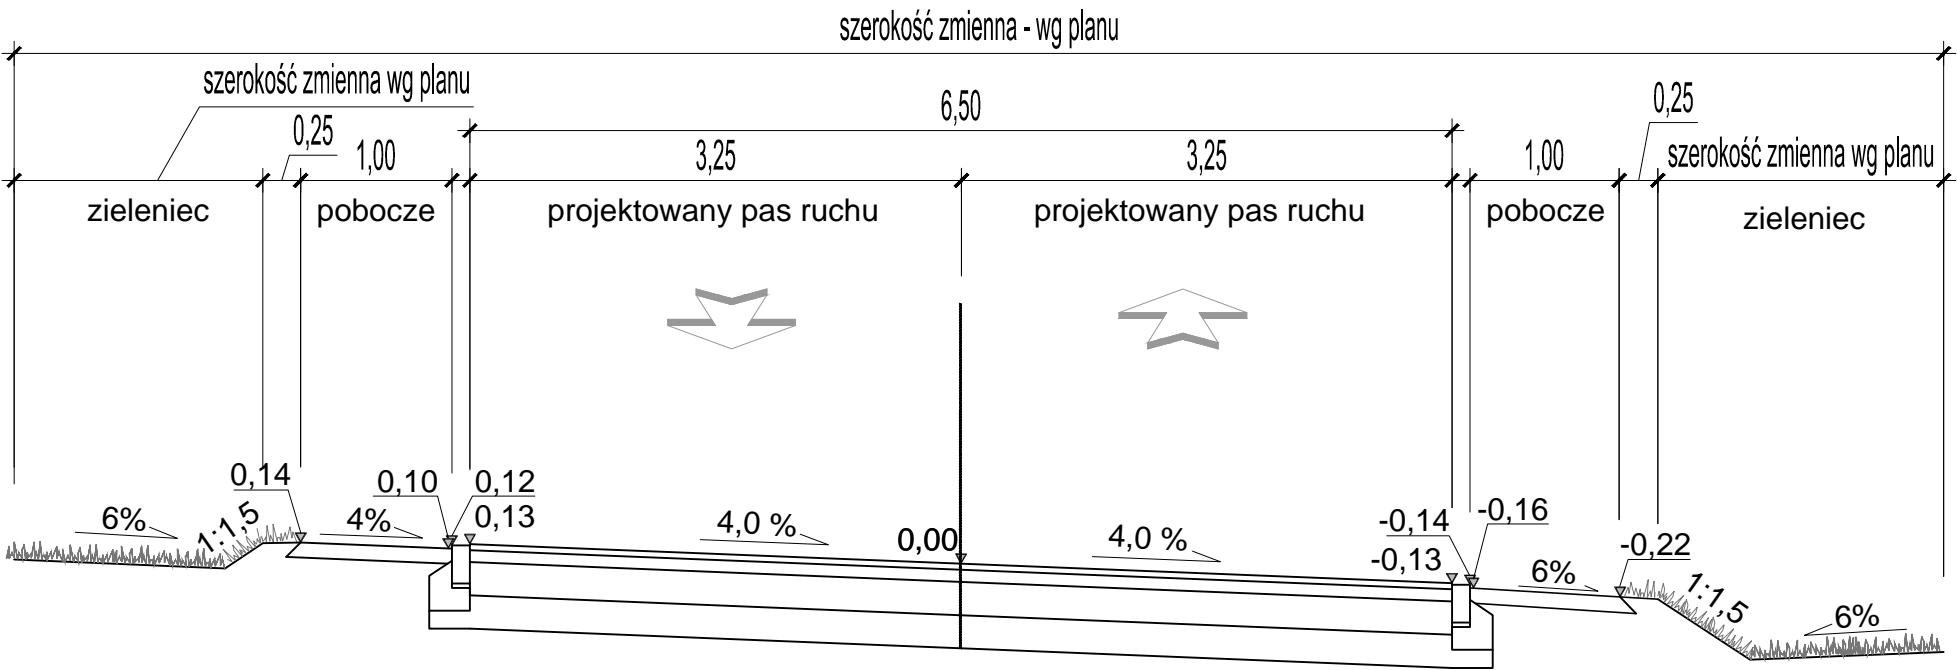 szerokość zmienna - wg planu
szerokość zmienna wg planu
6,50
0,25
0,25
1,00
3,25
3,25
1,00
szerokość zmienna wg planu
zieleniec
pobocze
projektowany pas ruchu
projektowany pas ruchu
pobocze
zieleniec
0,14
0,10
0,12
0,13
6%
1:1,5
4%
4,0 %
0,00
4,0 %
-0,14
-0,16
-0,13
-0,22
6%
1:1,5
6%